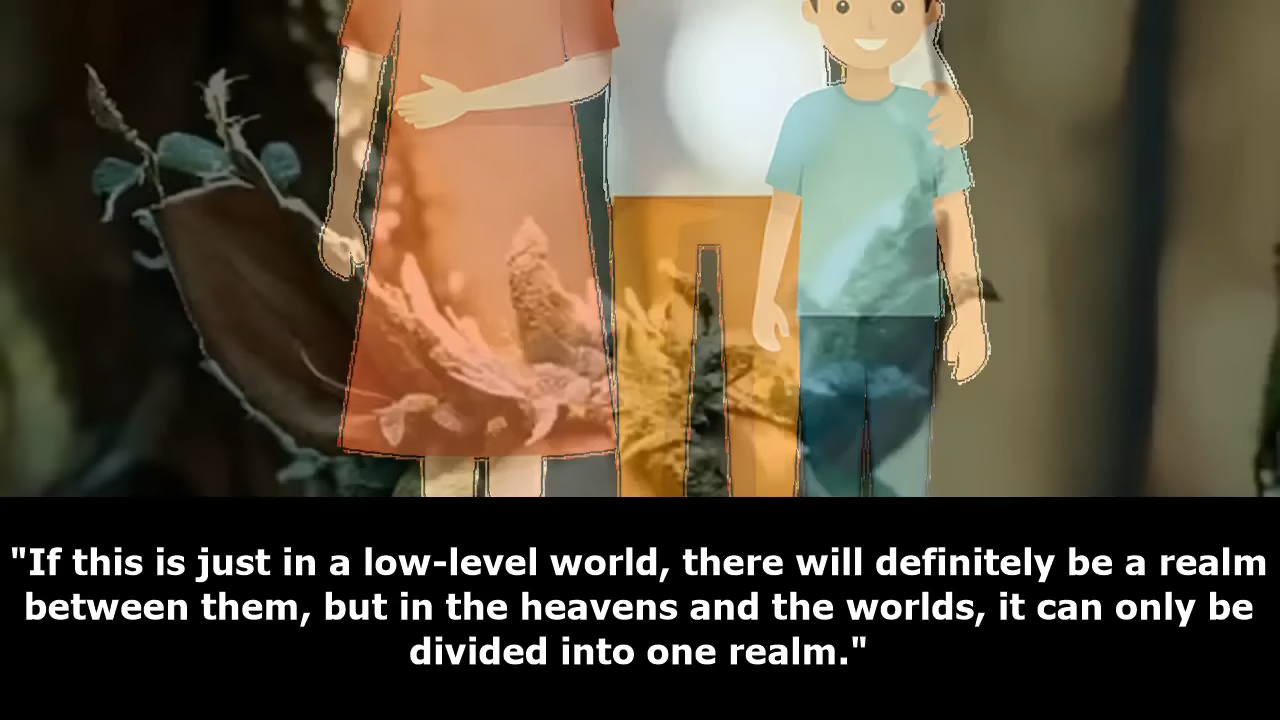 "If this is just in a low-level world, there will definitely be a realm
between them, but in the heavens and the worlds, it can only be
divided into one realm."